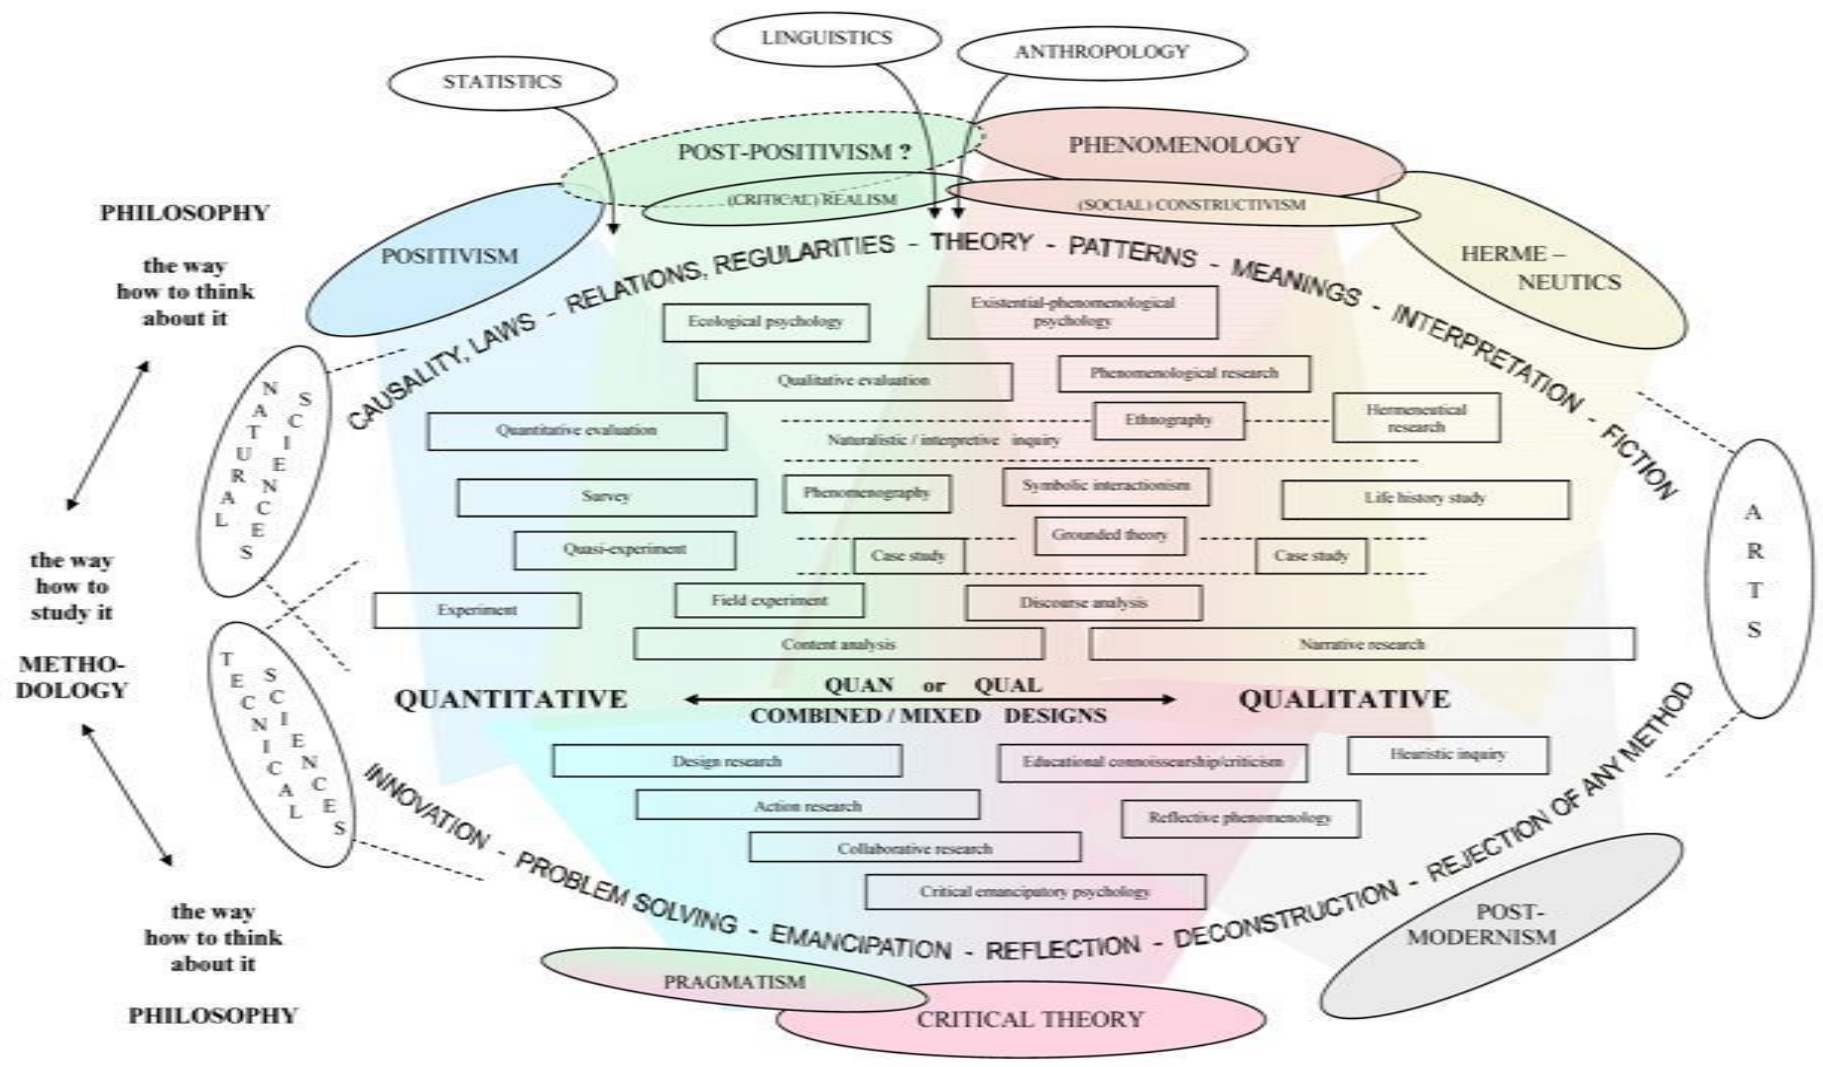 LINGUISTICS
ANTHROPOLOGY
STATISTICS
POST-POSITIVISM ?
PHENOMENOLOGY
(CRITICAL) REALISM
(SOCIAL) CONSTRUCTIVISM
POSITIVISM
HERME –
NEUTICS
PHILOSOPHY
the way
how to think
about it
the way
how to
study it
METHO-
DOLOGY
the way
how to think
about it
PHILOSOPHY
NATURAL
SCIENCES
TECNICAL
SCIENCES
ARTS
CAUSALITY, LAWS - RELATIONS, REGULARITIES - THEORY - PATTERNS - MEANINGS - INTERPRETATION - FICTION
Ecological psychology
Existential-phenomenological
psychology
Qualitative evaluation
Phenomenological research
Quantitative evaluation
Ethnography
Hermeneutical
research
Naturalistic / interpretive inquiry
Survey
Phenomenography
Symbolic interactionism
Life history study
Quasi-experiment
Case study
Grounded theory
Case study
Experiment
Field experiment
Discourse analysis
Content analysis
Narrative research
QUANTITATIVE
QUAN or QUAL
COMBINED / MIXED DESIGNS
QUALITATIVE
Design research
Educational connoisseurship/criticism
Heuristic inquiry
Action research
Reflective phenomenology
Collaborative research
Critical emancipatory psychology
INNOVATION - PROBLEM SOLVING - EMANCIPATION - REFLECTION - DECONSTRUCTION - REJECTION OF ANY METHOD
POST-
MODERNISM
PRAGMATISM
CRITICAL THEORY